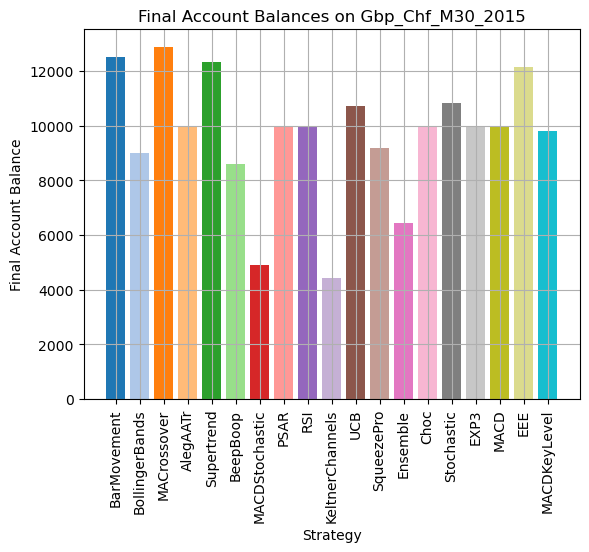 Final Account Balances on Gbp_Chf_M30_2015
Final Account Balance
12000
10000
8000
6000
4000
2000
0
BarMovement
BollingerBands
MACrossover
AlegAATr
Supertrend
BeepBoop
MACDStochastic
PSAR
RSI
KeltnerChannels
UCB
SqueezePro
Ensemble
Choc
Stochastic
EXP3
MACD
EEE
MACDKeyLevel
Strategy